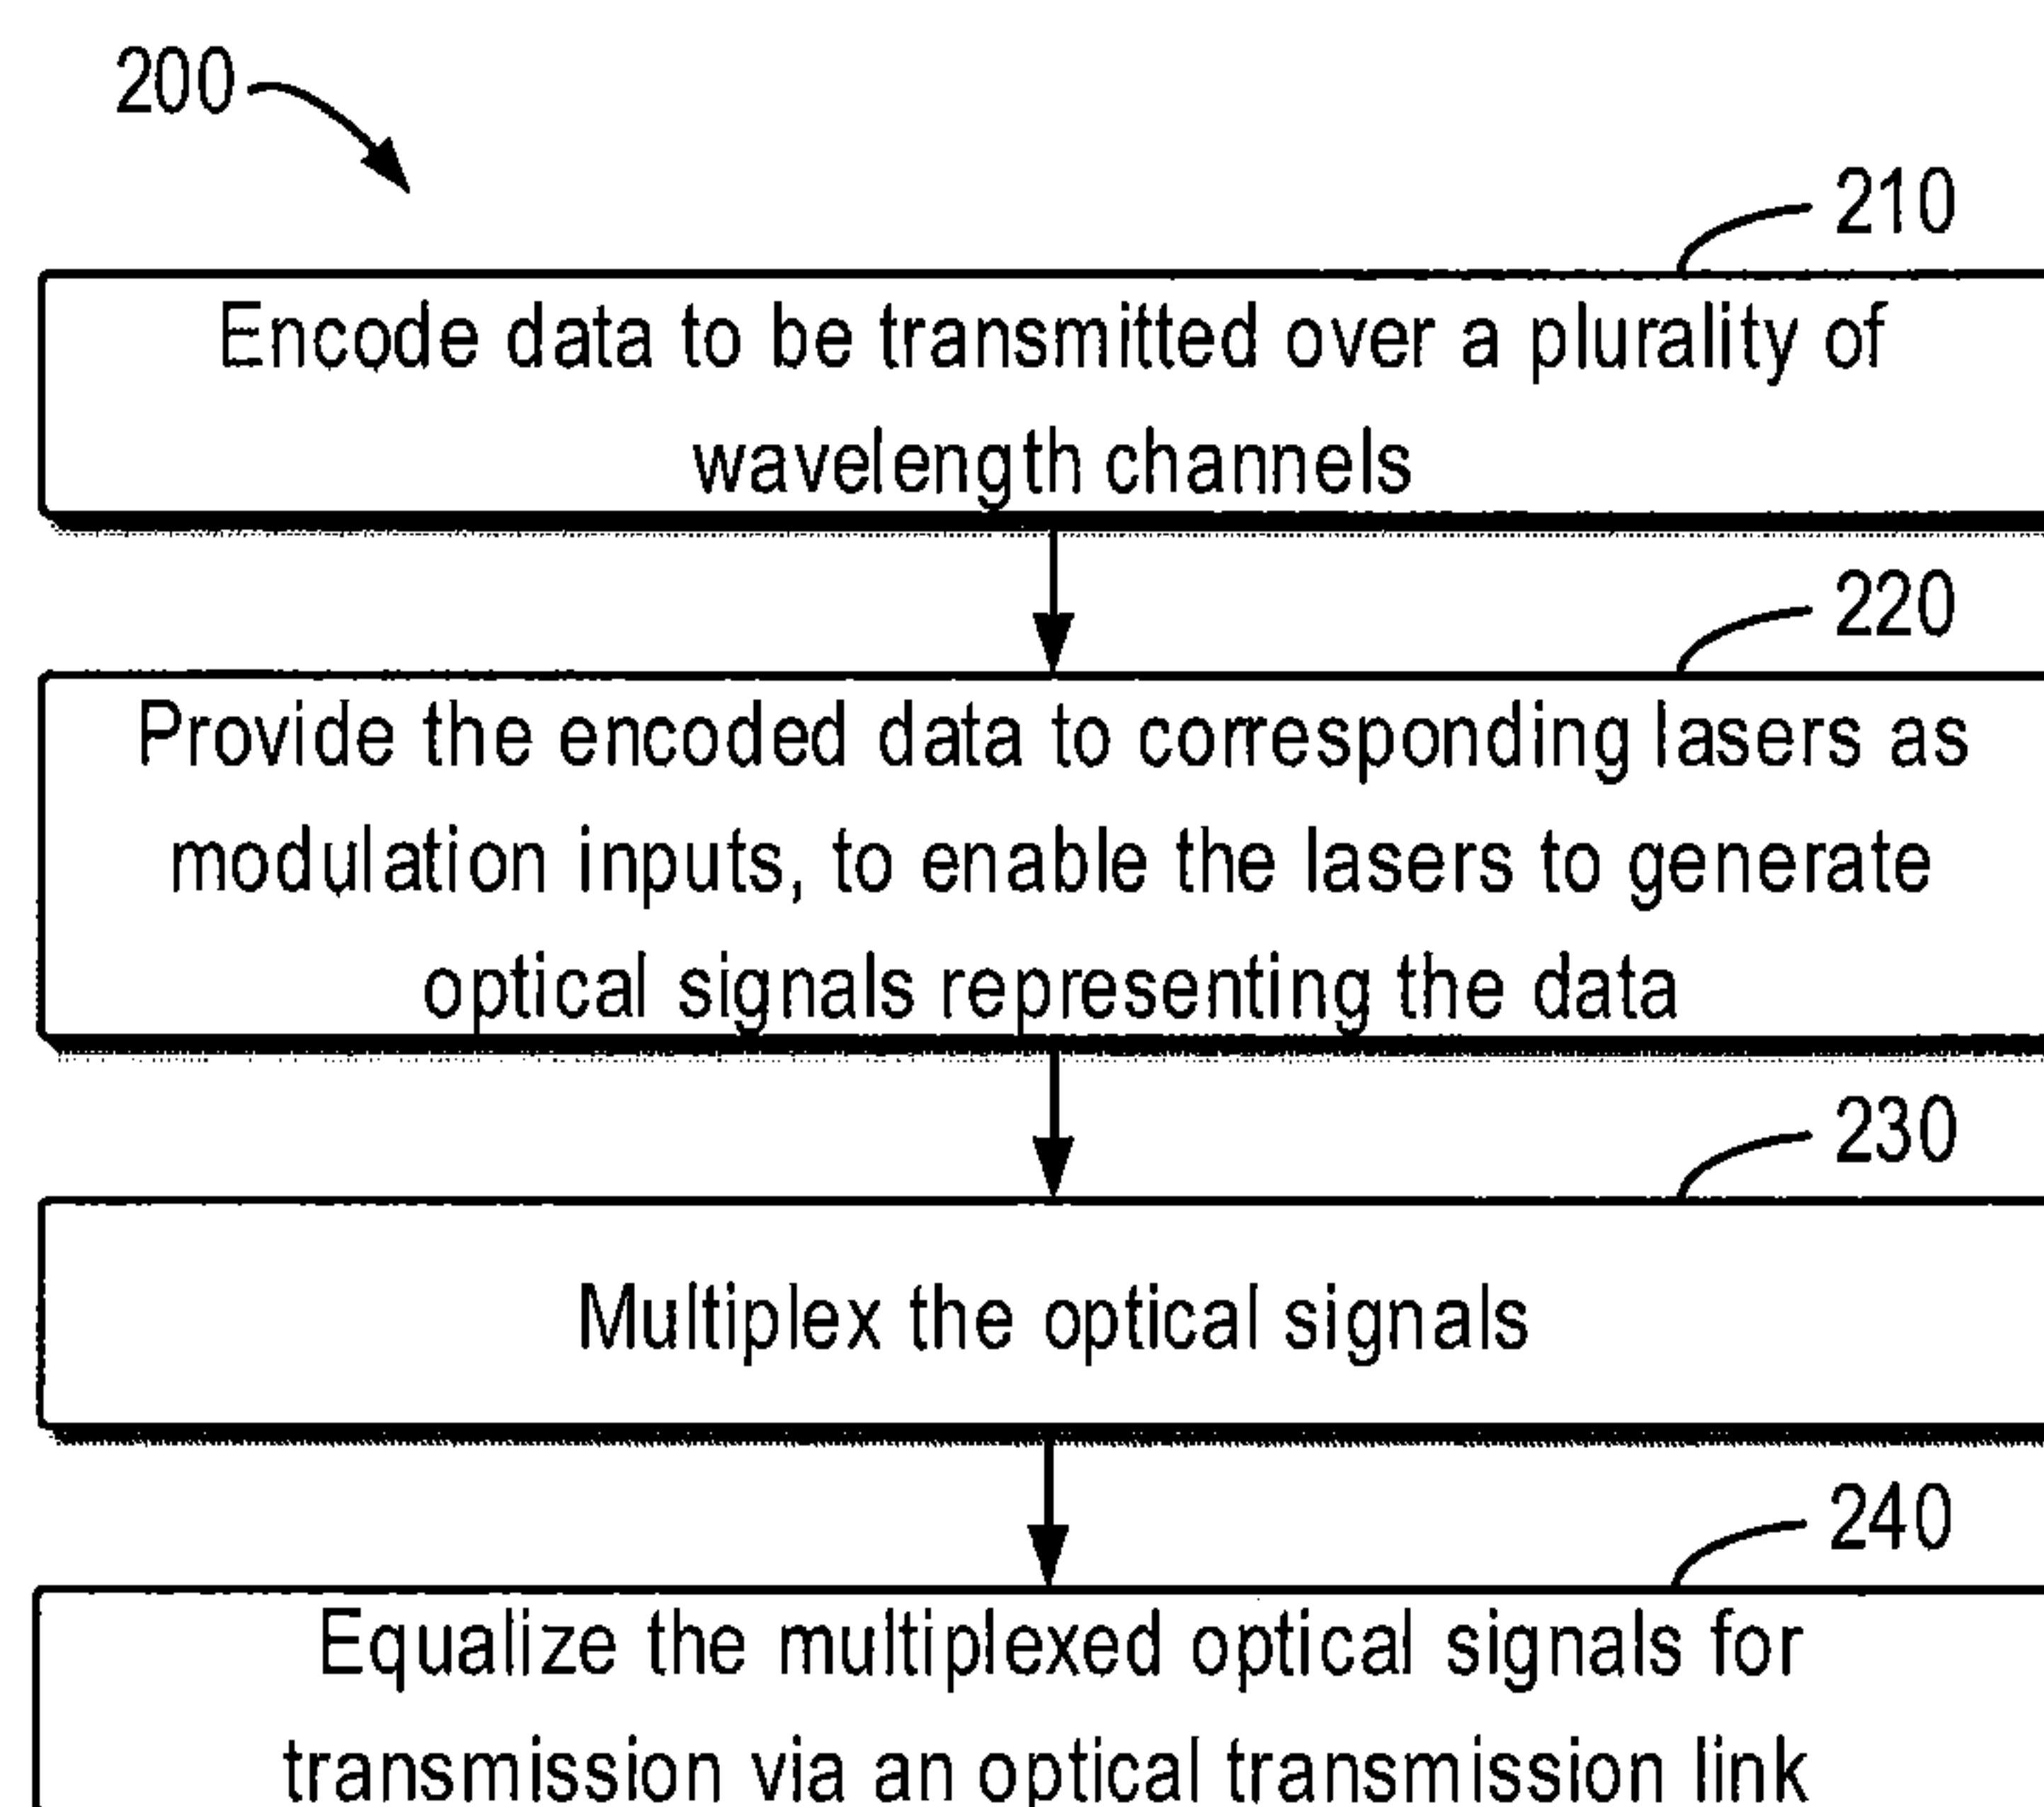 200
210
Encode data to be transmitted over a plurality of
wavelength channels
220
Provide the encoded data to corresponding lasers as
modulation inputs, to enable the lasers to generate
optical signals representing the data
230
Multiplex the optical signals
240
Equalize the multiplexed optical signals for
transmission via an optical transmission link